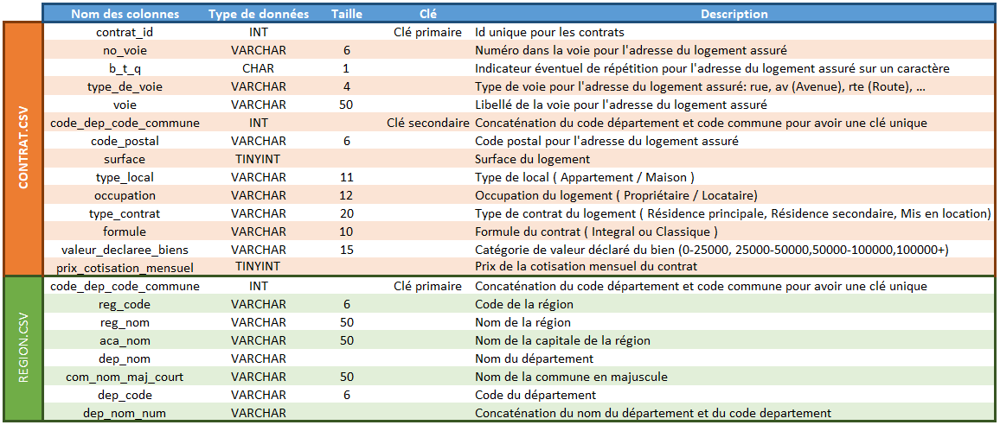 Nom des colonnes Type de données Taille Clé Description
CONTRAT.CSV
contrat_id INT Clé primaire Id unique pour les contrats
no_voie VARCHAR 6 Numéro dans la voie pour l'adresse du logement assuré
b_t_q CHAR 1 Indicateur éventuel de répétition pour l'adresse du logement assuré sur un caractère
type_de_voie VARCHAR 4 Type de voie pour l'adresse du logement assuré: rue, av (Avenue), rte (Route), ...
voie VARCHAR 50 Libellé de la voie pour l'adresse du logement assuré
code_dep_code_commune INT Clé secondaire Concaténation du code département et code commune pour avoir une clé unique
code_postal VARCHAR 6 Code postal pour l'adresse du logement assuré
surface TINYINT Surface du logement
type_local VARCHAR 11 Type de local ( Appartement / Maison )
occupation VARCHAR 12 Occupation du logement ( Propriétaire / Locataire)
type_contrat VARCHAR 20 Type de contrat du logement ( Résidence principale, Résidence secondaire, Mis en location)
formule VARCHAR 10 Formule du contrat ( Integral ou Classique )
valeur_declaree_biens VARCHAR 15 Catégorie de valeur déclaré du bien (0-25000, 25000-50000,50000-100000,100000+)
prix_cotisation_mensuel TINYINT Prix de la cotisation mensuel du contrat
REGION.CSV
code_dep_code_commune INT Clé primaire Concaténation du code département et code commune pour avoir une clé unique
reg_code VARCHAR 6 Code de la région
reg_nom VARCHAR 50 Nom de la région
aca_nom VARCHAR 50 Nom de la capitale de la région
dep_nom VARCHAR Nom du département
com_nom_maj_court VARCHAR 50 Nom de la commune en majuscule
dep_code VARCHAR 6 Code du département
dep_nom_num VARCHAR Concaténation du nom du département et du code departement